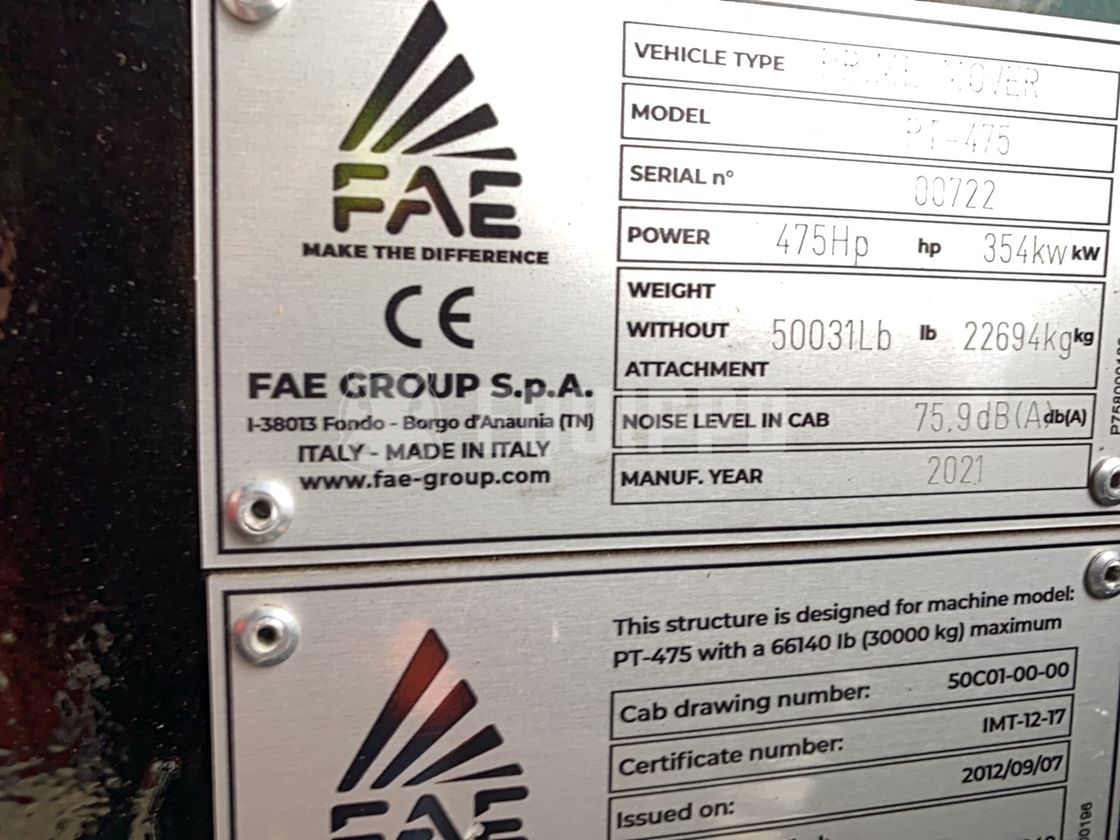 FAE
MAKE THE DIFFERENCE
CE
FAE GROUP S.p.A.
I-38013 Fondo - Borgo d'Anaunia (TN)
ITALY - MADE IN ITALY
www.fae-group.com
VEHICLE TYPE PRIME MOVER
MODEL PT-475
SERIAL n° 00722
POWER 475Hp hp 354kw kW
WEIGHT
WITHOUT 50031Lb lb 22694kg kg
ATTACHMENT
NOISE LEVEL IN CAB 75,9dB(A) db(A)
MANUF. YEAR 2021
FAE
This structure is designed for machine model:
PT-475 with a 66140 lb (30000 kg) maximum
Cab drawing number: 50C01-00-00
Certificate number: IMT-12-17
Issued on: 2012/09/07